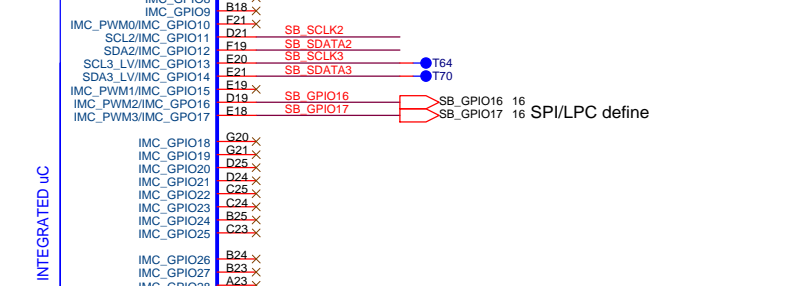 IMC_GPIO9 B18
IMC_PWM0/IMC_GPIO10 F21
SCL2/IMC_GPIO11 D21 SB_SCLK2
SDA2/IMC_GPIO12 F19 SB_SDATA2
SCL3_LV/IMC_GPIO13 E20 SB_SCLK3 T64
SDA3_LV/IMC_GPIO14 E21 SB_SDATA3 T70
IMC_PWM1/IMC_GPIO15 E19
IMC_PWM2/IMC_GPO16 D19 SB_GPIO16 SB_GPIO16 16
IMC_PWM3/IMC_GPO17 E18 SB_GPIO17 SB_GPIO17 16 SPI/LPC define
IMC_GPIO18 G20
IMC_GPIO19 G21
IMC_GPIO20 D25
IMC_GPIO21 D24
IMC_GPIO22 C25
IMC_GPIO23 C24
IMC_GPIO24 B25
IMC_GPIO25 C23
INTEGRATED uC
IMC_GPIO26 B24
IMC_GPIO27 B23
IMC_GPIO28 A23